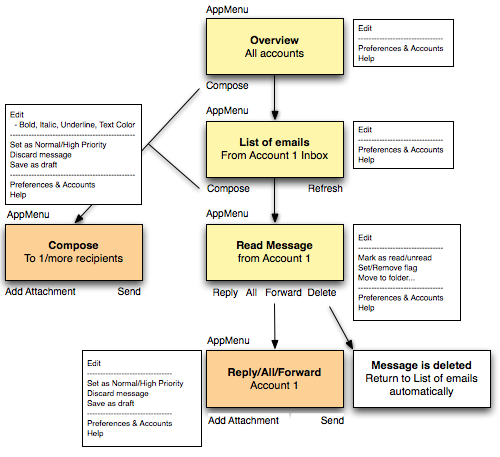 AppMenu
Overview
All accounts
Edit
--------------------------------
Preferences & Accounts
Help
Compose
AppMenu
List of emails
From Account 1 Inbox
Edit
--------------------------------
Preferences & Accounts
Help
Compose Refresh
Edit
- Bold, Italic, Underline, Text Color
-----------------------------------------------
Set as Normal/High Priority
Discard message
Save as draft
-----------------------------------------------
Preferences & Accounts
Help
AppMenu
Compose
To 1/more recipients
Add Attachment Send
AppMenu
Read Message
from Account 1
Reply All Forward Delete
Edit
--------------------------------
Mark as read/unread
Set/Remove flag
Move to folder...
--------------------------------
Preferences & Accounts
Help
Edit
--------------------------------
Set as Normal/High Priority
Discard message
Save as draft
--------------------------------
Preferences & Accounts
Help
AppMenu
Reply/All/Forward
Account 1
Add Attachment Send
Message is deleted
Return to List of emails
automatically